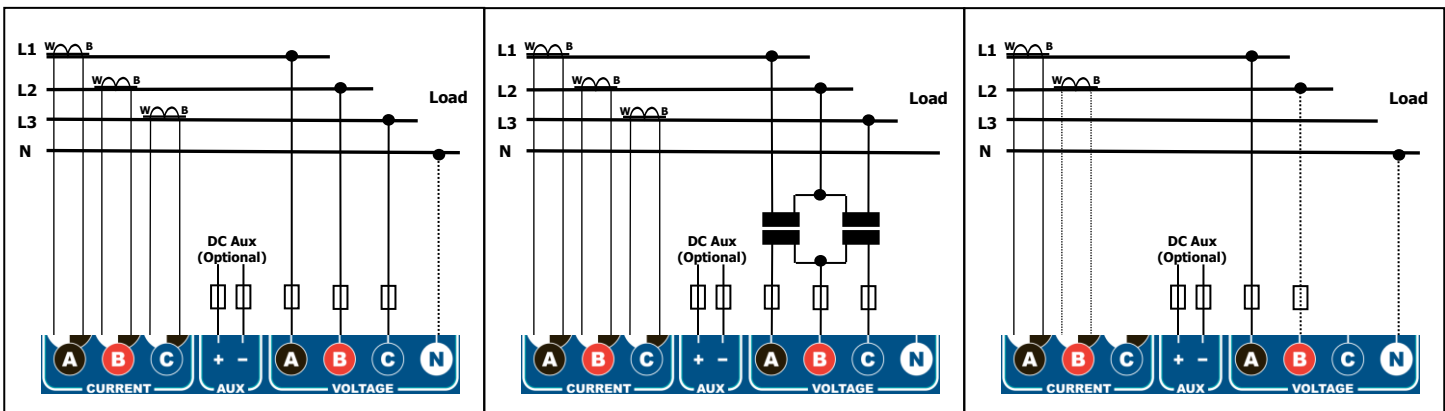 W B
L1
W B
L2
Load
W B
L3
N
DC Aux
(Optional)
A B C + − A B C N
CURRENT AUX VOLTAGE
W B
L1
W B
L2
Load
W B
L3
N
DC Aux
(Optional)
A B C + − A B C N
CURRENT AUX VOLTAGE
W B
L1
W B
L2
Load
L3
N
DC Aux
(Optional)
A B C + − A B C N
CURRENT AUX VOLTAGE